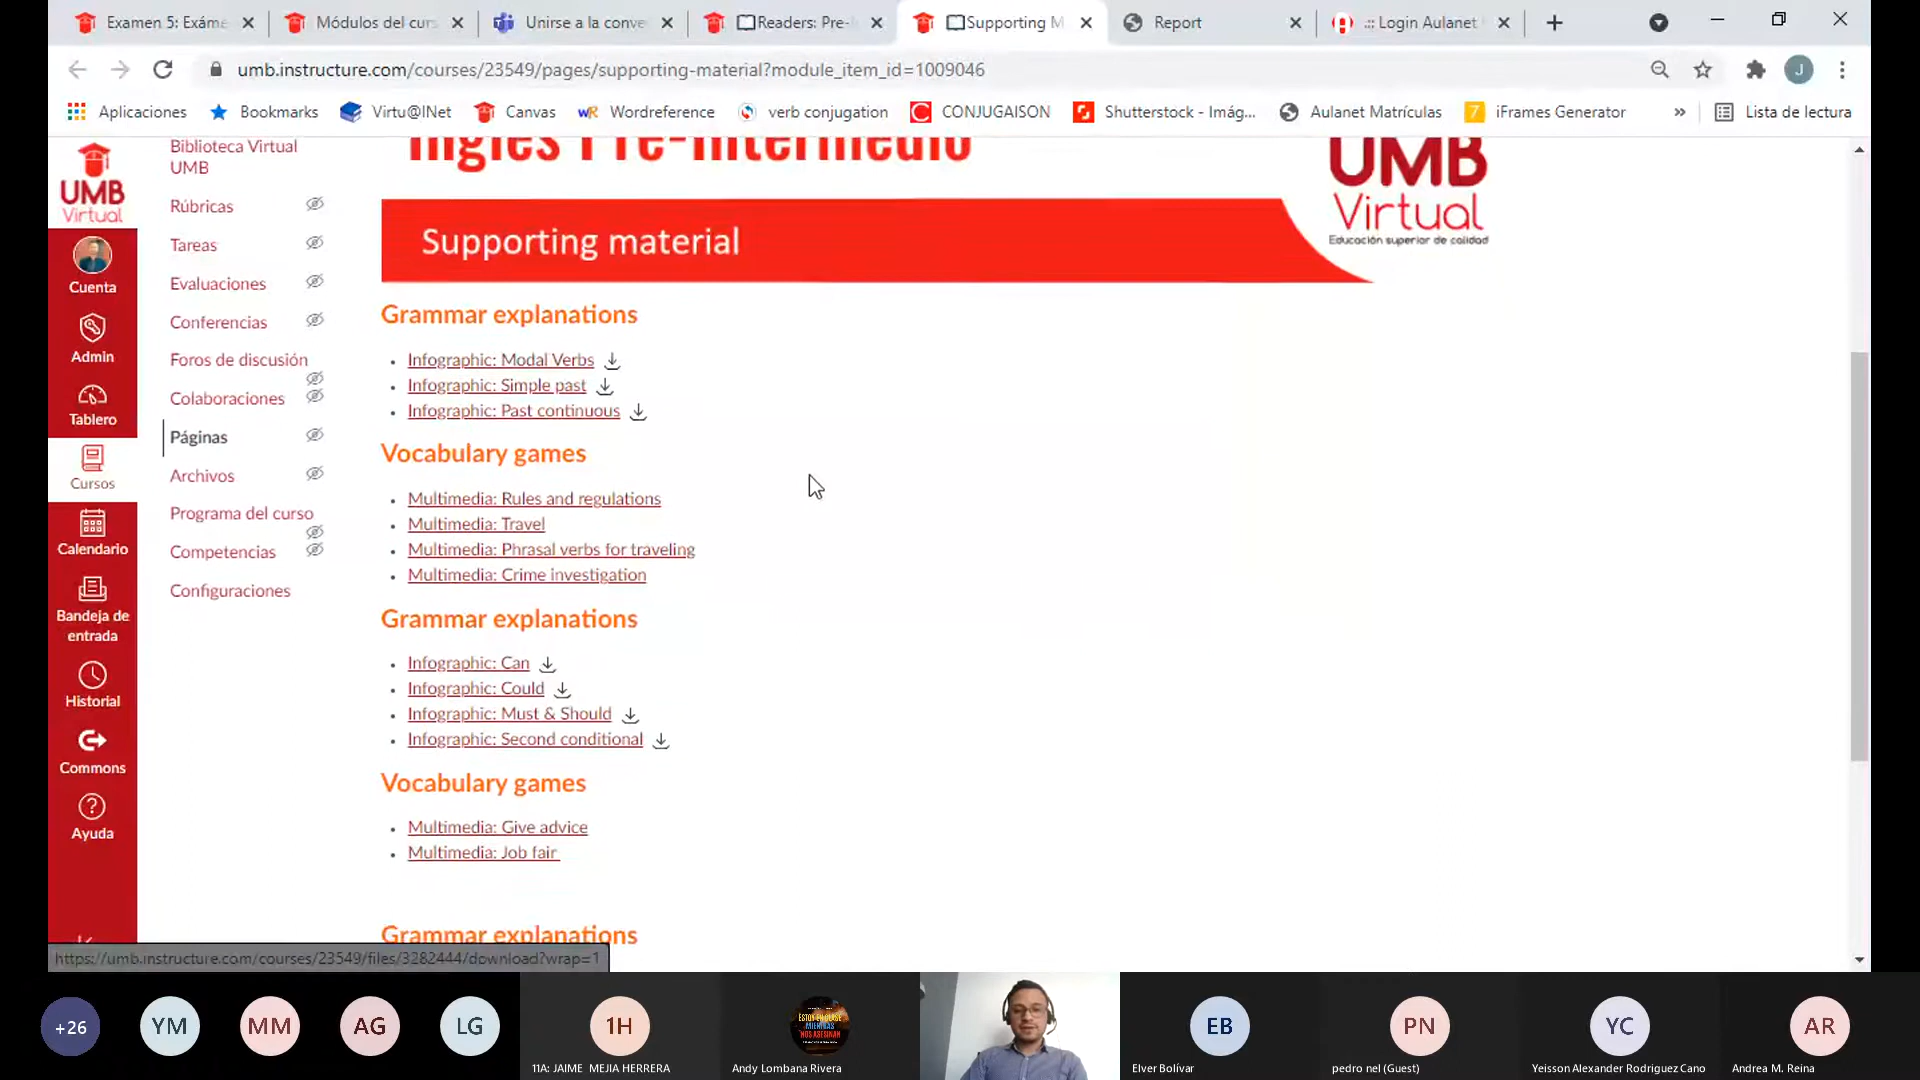 Examen 5: Exáme
Módulos del curs
Unirse a la conve
Readers: Pre-I
Supporting M
Report
.:: Login Aulanet
umb.instructure.com/courses/23549/pages/supporting-material?module_item_id=1009046
J
Aplicaciones
Bookmarks
Virtu@lNet
Canvas
WR Wordreference
verb conjugation
C CONJUGAISON
Shutterstock - Imág...
Aulanet Matrículas
7 iFrames Generator
»
Lista de lectura
UMB
Virtual
Cuenta
Admin
Tablero
Cursos
Calendario
Bandeja de
entrada
Historial
Commons
Ayuda
Biblioteca Virtual
UMB
Rúbricas
Tareas
Evaluaciones
Conferencias
Foros de discusión
Colaboraciones
Páginas
Archivos
Programa del curso
Competencias
Configuraciones
Inglés Pre-Intermedio
UMB
Virtual
Educación superior de calidad
Supporting material
Grammar explanations
Infographic: Modal Verbs
Infographic: Simple past
Infographic: Past continuous
Vocabulary games
Multimedia: Rules and regulations
Multimedia: Travel
Multimedia: Phrasal verbs for traveling
Multimedia: Crime investigation
Grammar explanations
Infographic: Can
Infographic: Could
Infographic: Must & Should
Infographic: Second conditional
Vocabulary games
Multimedia: Give advice
Multimedia: Job fair
Grammar explanations
https://umb.instructure.com/courses/23549/files/3282444/download?wrap=1
+26
YM
MM
AG
LG
1H
11A: JAIME MEJIA HERRERA
ESTOY EN CLASE
MIENTRAS
NOS ASESINAN
Andy Lombana Rivera
EB
Elver Bolívar
PN
pedro nel (Guest)
YC
Yeisson Alexander Rodriguez Cano
AR
Andrea M. Reina